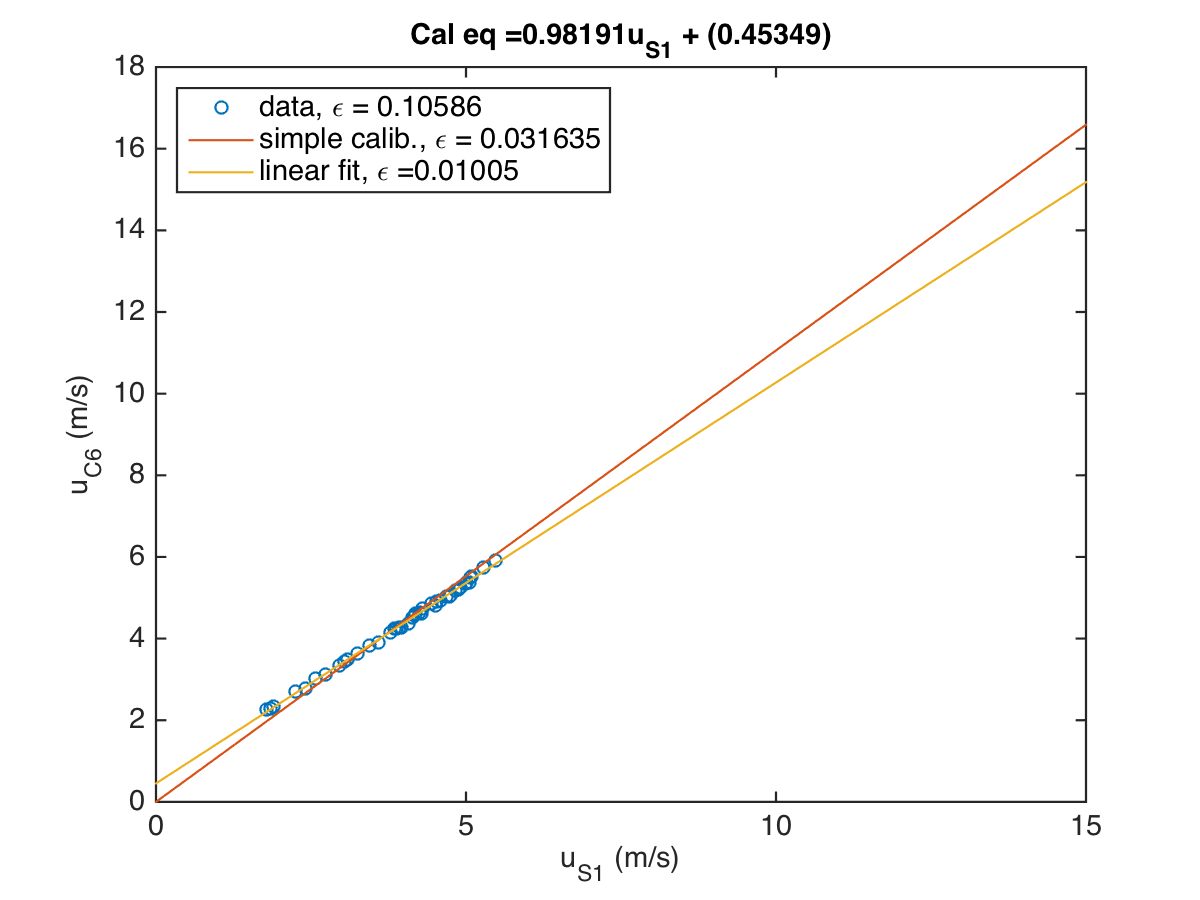 Cal eq =0.98191u_S1 + (0.45349)
data, ϵ = 0.10586
simple calib., ϵ = 0.031635
linear fit, ϵ =0.01005
18
16
14
12
10
8
6
4
2
0
u_C6 (m/s)
0 5 10 15
u_S1 (m/s)